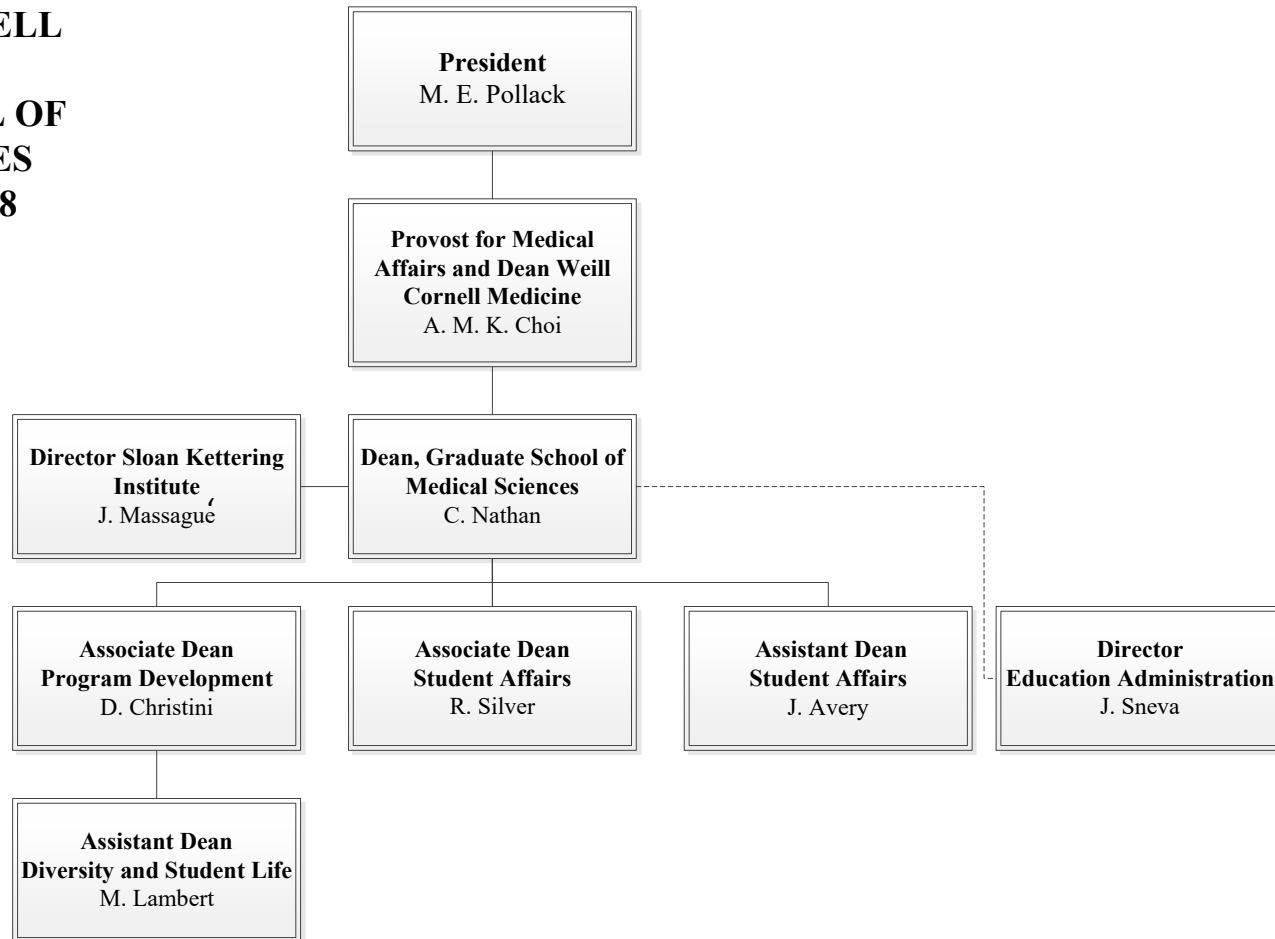 ELL
L OF
ES
8
President
M. E. Pollack
Provost for Medical
Affairs and Dean Weill
Cornell Medicine
A. M. K. Choi
Director Sloan Kettering
Institute
J. Massagué
Dean, Graduate School of
Medical Sciences
C. Nathan
Associate Dean
Program Development
D. Christini
Associate Dean
Student Affairs
R. Silver
Assistant Dean
Student Affairs
J. Avery
Director
Education Administration
J. Sneva
Assistant Dean
Diversity and Student Life
M. Lambert